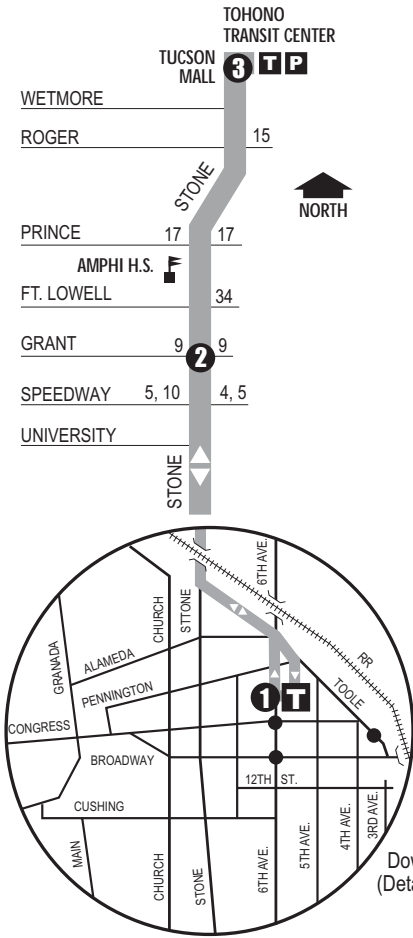 TOHONO
TRANSIT CENTER
TUCSON
MALL
3 T P
WETMORE
ROGER 15
STONE
NORTH
PRINCE 17 17
AMPHI H.S.
FT. LOWELL 34
GRANT 9 2 9
SPEEDWAY 5, 10 4, 5
UNIVERSITY
STONE
6TH AVE.
CHURCH
STTONE
GRANADA
ALAMEDA
RR
PENNINGTON
TOOLE
1 T
CONGRESS
BROADWAY
12TH ST.
CUSHING
MAIN
CHURCH
STONE
6TH AVE.
5TH AVE.
4TH AVE.
3RD AVE.
Dow
(Deta